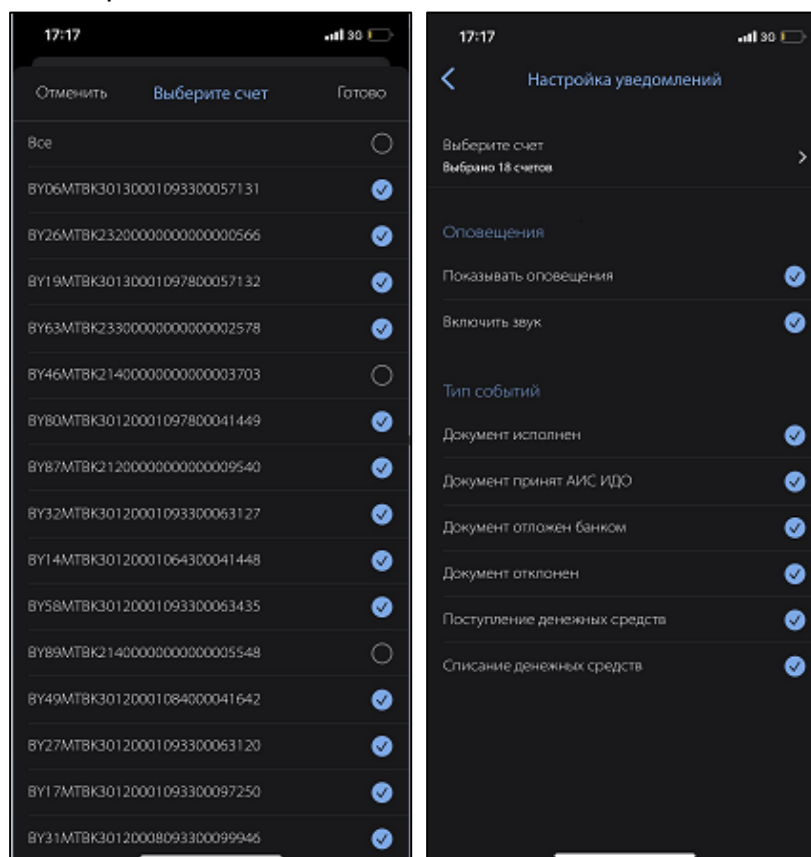 17:17
3G
Отменить Выберите счет Готово
Все
BY06MTBK30130001093300057131
BY26MTBK23200000000000000566
BY19MTBK30130001097800057132
BY63MTBK23300000000000002578
BY46MTBK21400000000000003703
BY80MTBK30120001097800041449
BY87MTBK21200000000000009540
BY32MTBK30120001093300063127
BY14MTBK30120001064300041448
BY58MTBK30120001093300063435
BY89MTBK21400000000000005548
BY49MTBK30120001084000041642
BY27MTBK30120001093300063120
BY17MTBK30120001093300097250
BY31MTBK30120008093300099946
17:17
3G
Настройка уведомлений
Выберите счет
Выбрано 18 счетов
Оповещения
Показывать оповещения
Включить звук
Тип событий
Документ исполнен
Документ принят АИС ИДО
Документ отложен банком
Документ отклонен
Поступление денежных средств
Списание денежных средств